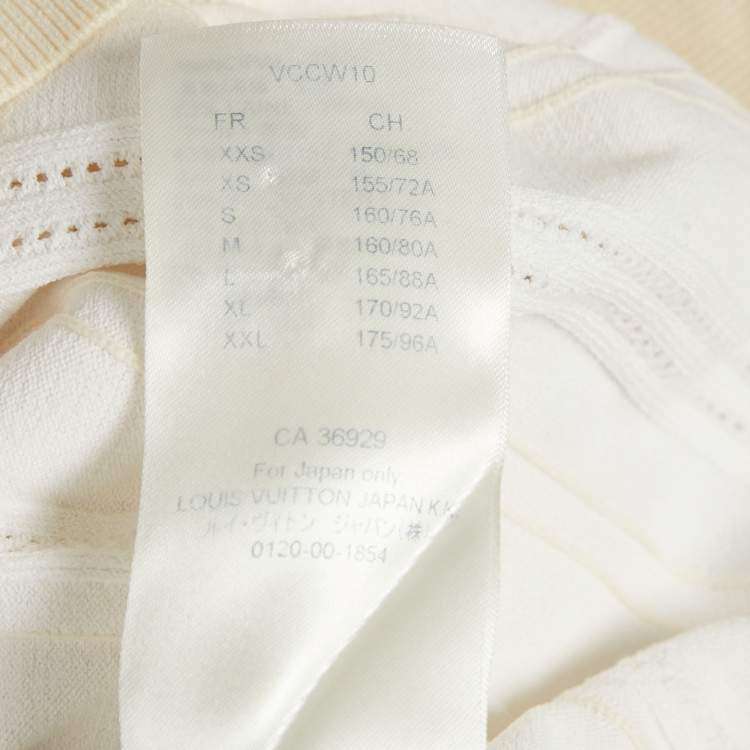 VCCW10
FR CH
XXS 150/68
XS 155/72A
S 160/76A
M 160/80A
L 165/88A
XL 170/92A
XXL 175/96A
CA 36929
For Japan only
LOUIS VUITTON JAPAN K.K.
ルイ・ヴィトン ジャパン(株)
0120-00-1854